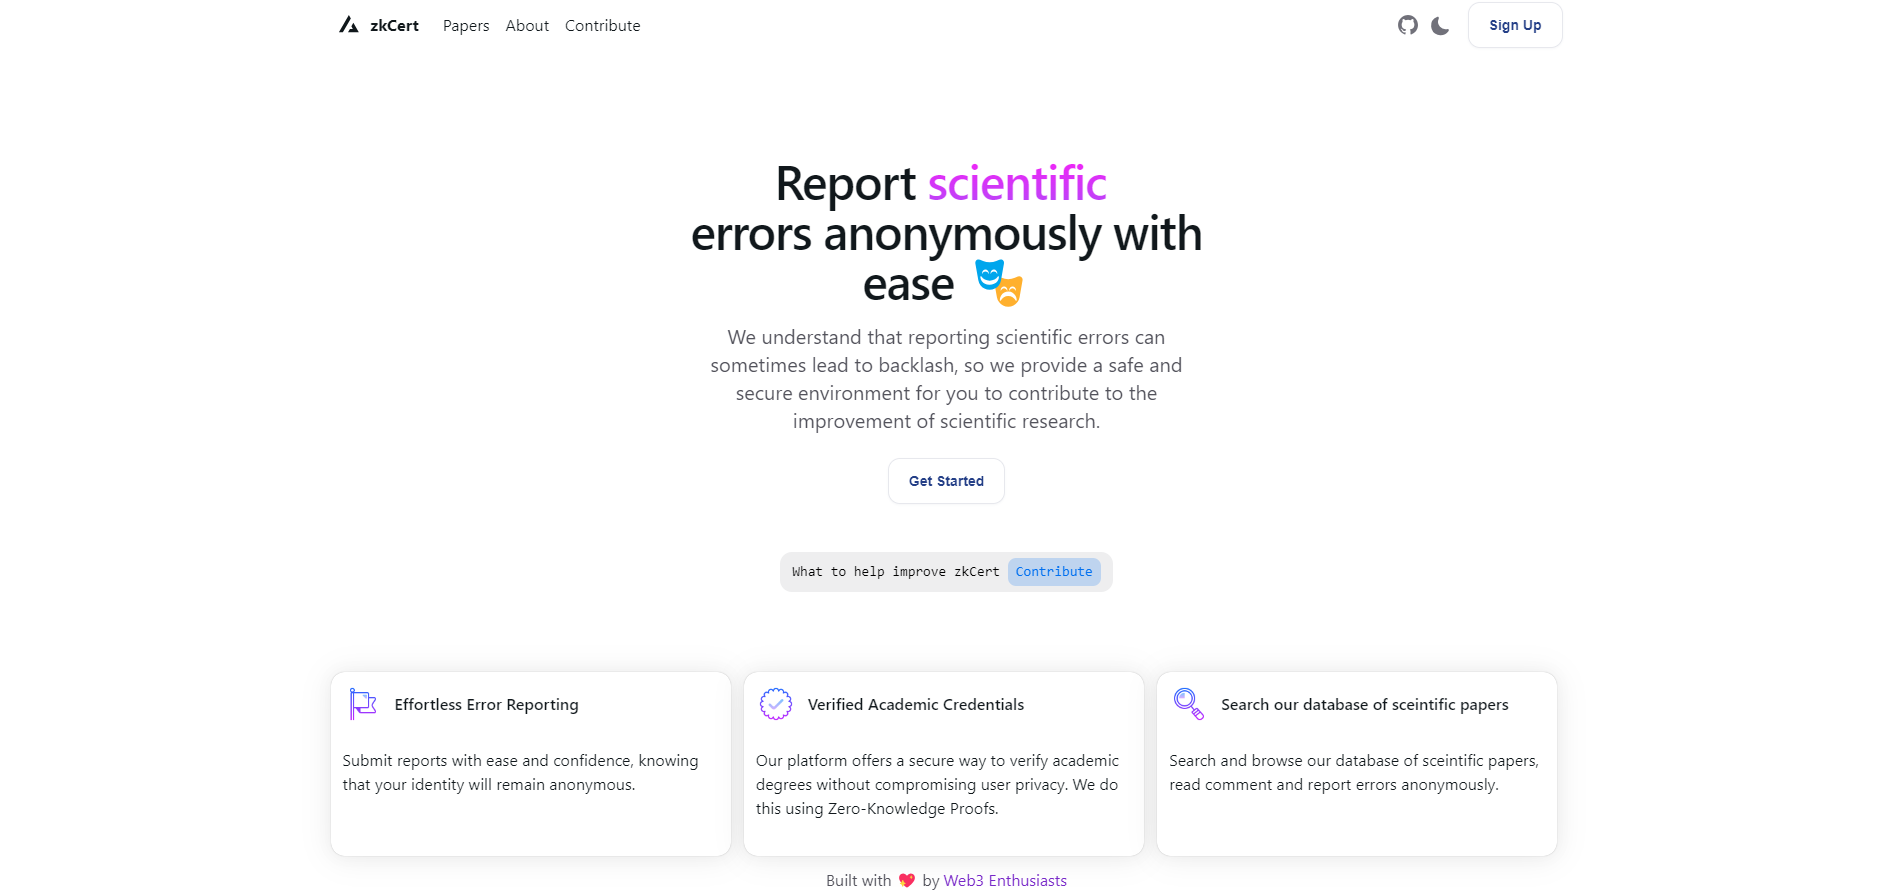 zkCert Papers About Contribute Sign Up
Report scientific
errors anonymously with
ease
We understand that reporting scientific errors can
sometimes lead to backlash, so we provide a safe and
secure environment for you to contribute to the
improvement of scientific research.
Get Started
What to help improve zkCert Contribute
Effortless Error Reporting
Submit reports with ease and confidence, knowing
that your identity will remain anonymous.
Verified Academic Credentials
Our platform offers a secure way to verify academic
degrees without compromising user privacy. We do
this using Zero-Knowledge Proofs.
Search our database of sceintific papers
Search and browse our database of sceintific papers,
read comment and report errors anonymously.
Built with 💖 by Web3 Enthusiasts